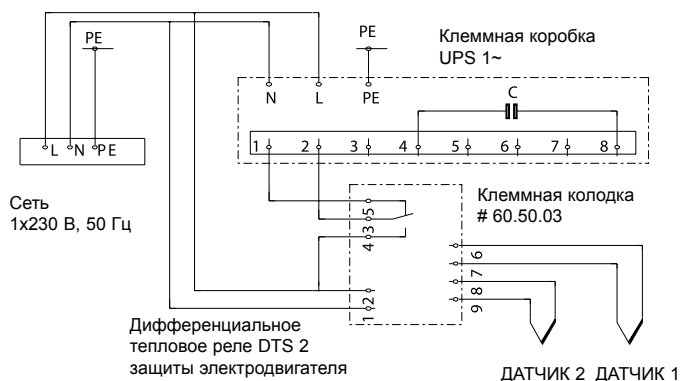 PE
PE
Клеммная коробка
UPS 1~
N L PE
C
L N PE
1 2 3 4 5 6 7 8
Сеть
1x230 В, 50 Гц
Клеммная колодка
# 60.50.03
5
3
4
6
7
8
9
2
1
Дифференциальное
тепловое реле DTS 2
защиты электродвигателя
ДАТЧИК 2 ДАТЧИК 1